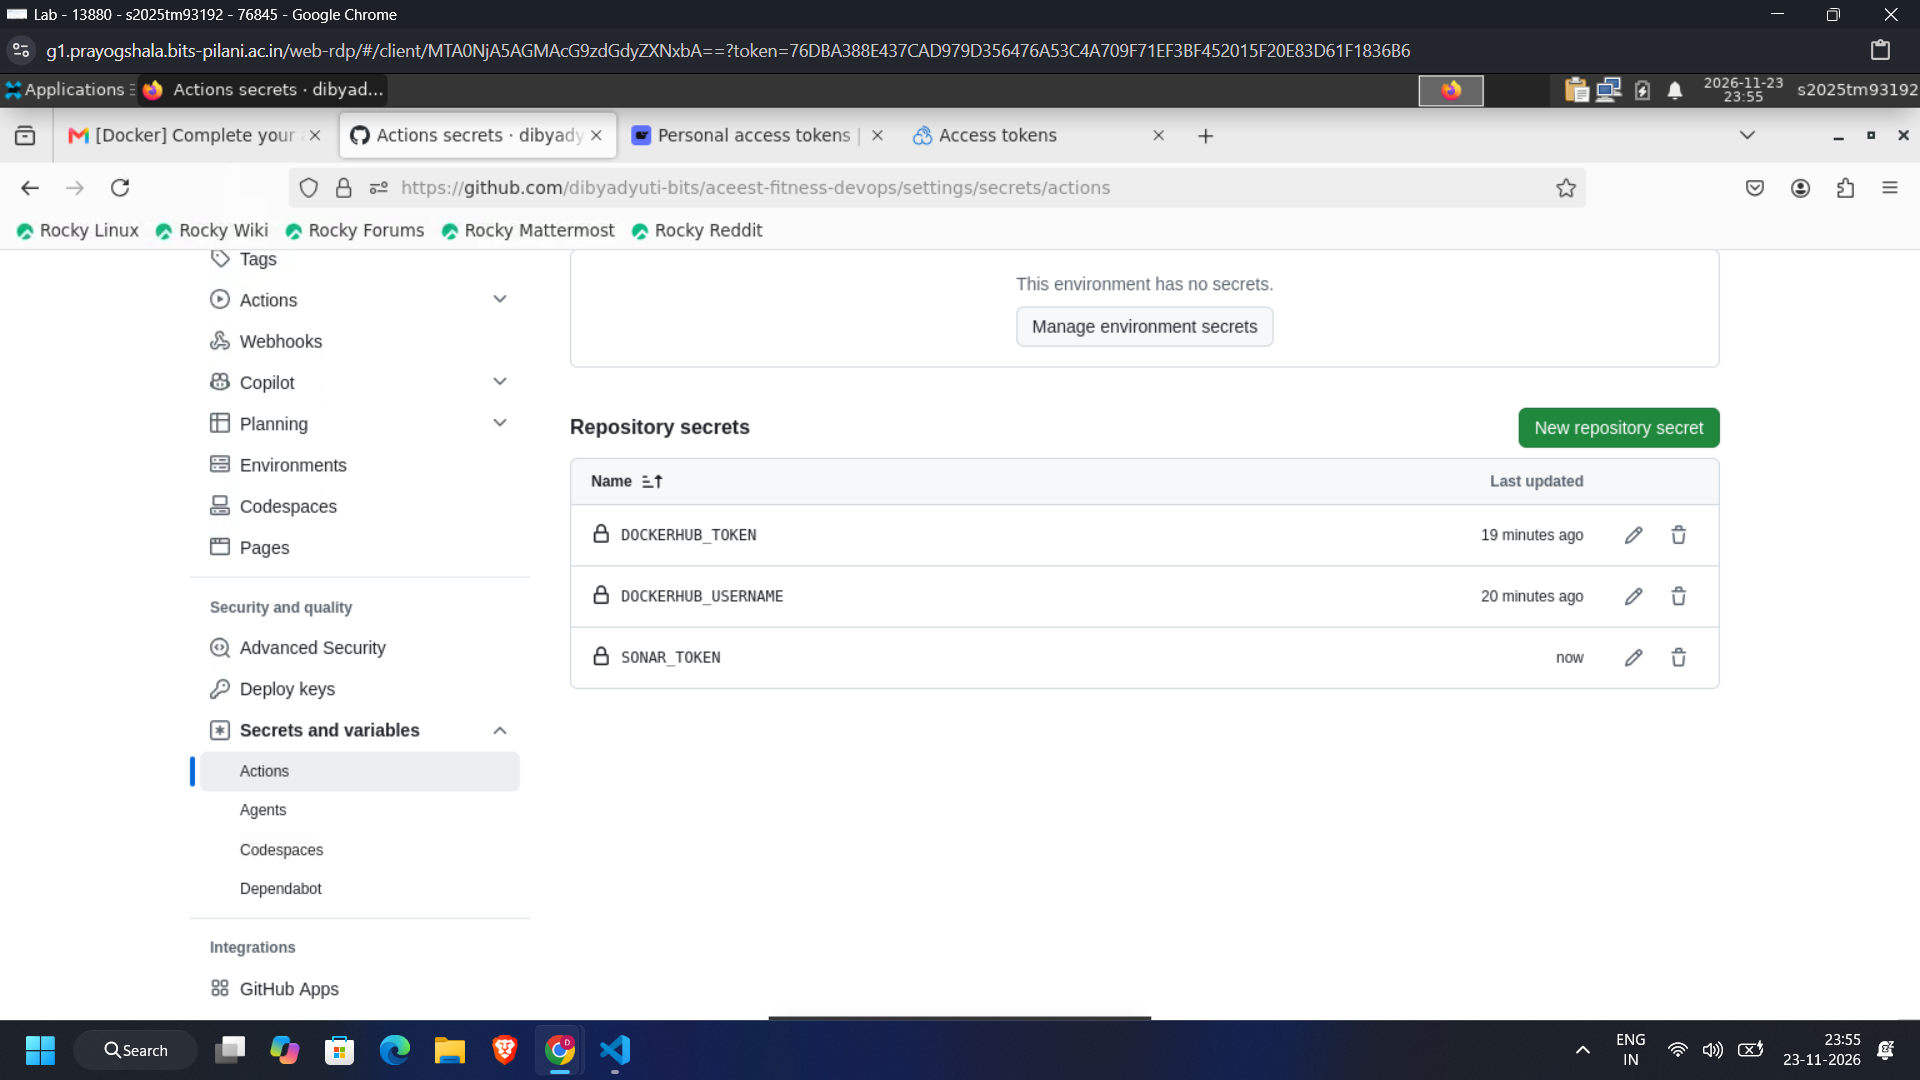 Lab - 13880 - s2025tm93192 - 76845 - Google Chrome
g1.prayogshala.bits-pilani.ac.in/web-rdp/#/client/MTA0NjA5AGMAcG9zdGdyZXNxbA==?token=76DBA388E437CAD979D356476A53C4A709F71EF3BF452015F20E83D61F1836B6
Applications Actions secrets · dibyad... 2026-11-23 23:55 s2025tm93192
[Docker] Complete your a Actions secrets · dibyady Personal access tokens | Access tokens
https://github.com/dibyadyuti-bits/aceest-fitness-devops/settings/secrets/actions
Rocky Linux Rocky Wiki Rocky Forums Rocky Mattermost Rocky Reddit
Tags
Actions
Webhooks
Copilot
Planning
Environments
Codespaces
Pages
Security and quality
Advanced Security
Deploy keys
Secrets and variables
Actions
Agents
Codespaces
Dependabot
Integrations
GitHub Apps
This environment has no secrets.
Manage environment secrets
Repository secrets New repository secret
Name Last updated
DOCKERHUB_TOKEN 19 minutes ago
DOCKERHUB_USERNAME 20 minutes ago
SONAR_TOKEN now
Search
D
ENG
IN
23:55
23-11-2026